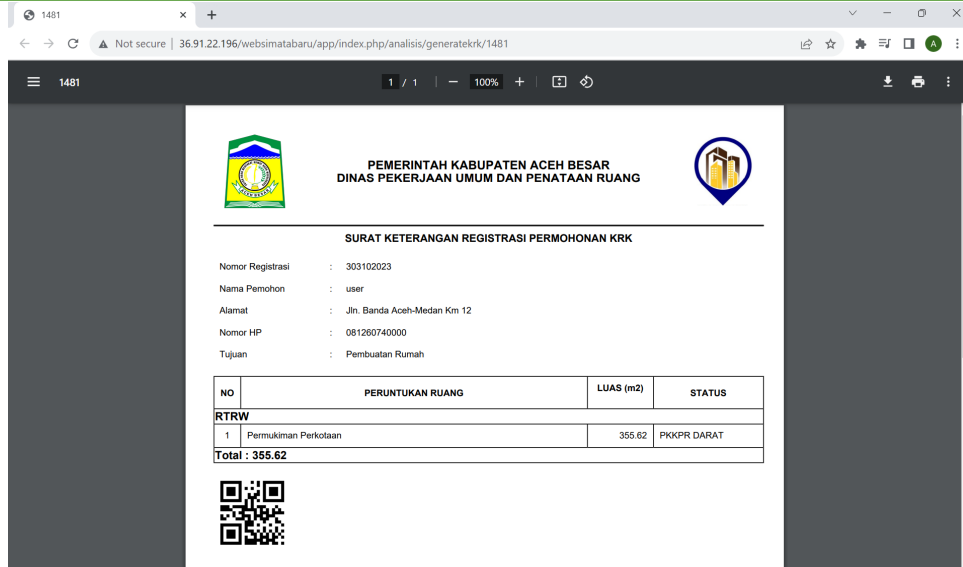 1481
Not secure | 36.91.22.196/websimatabaru/app/index.php/analisis/generatekrk/1481
A
1481
1 / 1
100%
PEMERINTAH KABUPATEN ACEH BESAR
DINAS PEKERJAAN UMUM DAN PENATAAN RUANG
ACEH BESAR
SURAT KETERANGAN REGISTRASI PERMOHONAN KRK
Nomor Registrasi : 303102023
Nama Pemohon : user
Alamat : Jln. Banda Aceh-Medan Km 12
Nomor HP : 081260740000
Tujuan : Pembuatan Rumah
NO PERUNTUKAN RUANG LUAS (m2) STATUS
RTRW
1 Permukiman Perkotaan 355.62 PKKPR DARAT
Total : 355.62